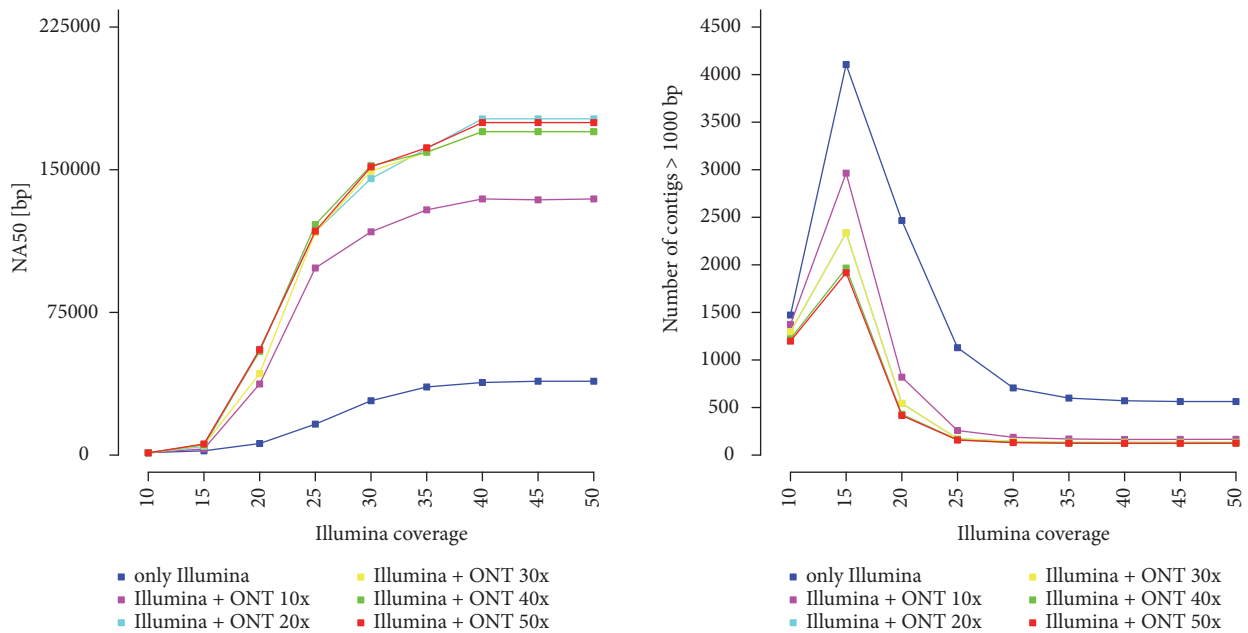 225000
150000
75000
0
NA50 [bp]
10 15 20 25 30 35 40 45 50
Illumina coverage
only Illumina
Illumina + ONT 10x
Illumina + ONT 20x
Illumina + ONT 30x
Illumina + ONT 40x
Illumina + ONT 50x
4500
4000
3500
3000
2500
2000
1500
1000
500
0
Number of contigs > 1000 bp
10 15 20 25 30 35 40 45 50
Illumina coverage
only Illumina
Illumina + ONT 10x
Illumina + ONT 20x
Illumina + ONT 30x
Illumina + ONT 40x
Illumina + ONT 50x